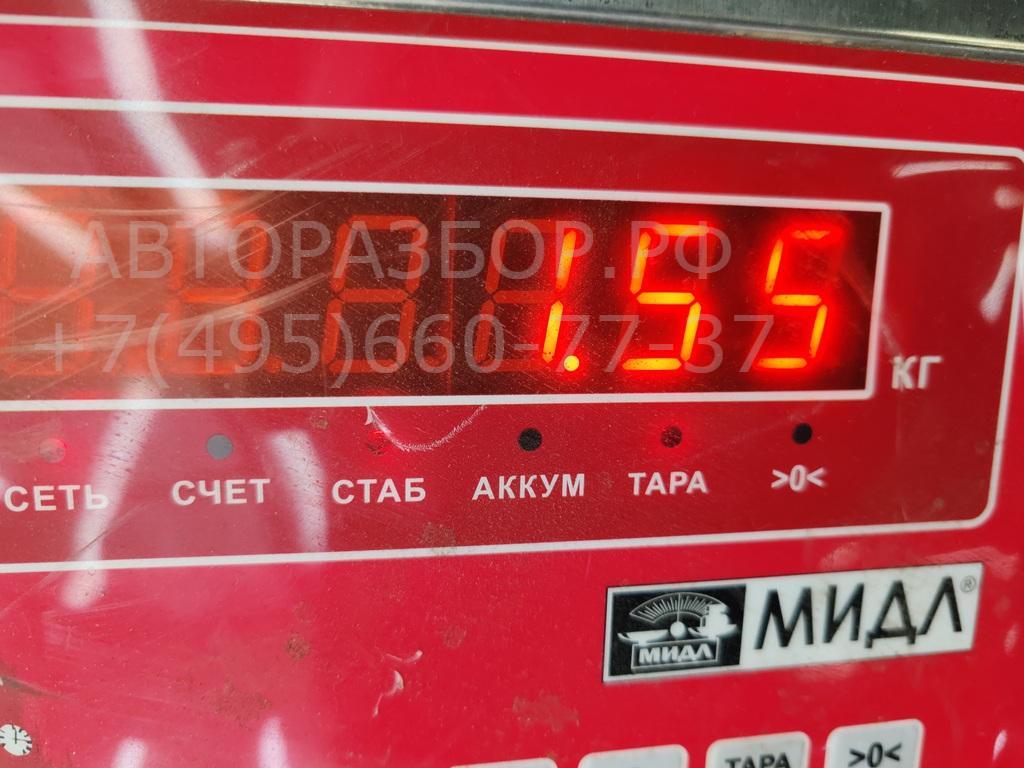 АВТОРАЗБОР.РФ
+7(495)660-77-37
1.55
КГ
СЕТЬ СЧЕТ СТАБ АККУМ ТАРА >0<
МИДЛ МИДЛ®
ТАРА >0<